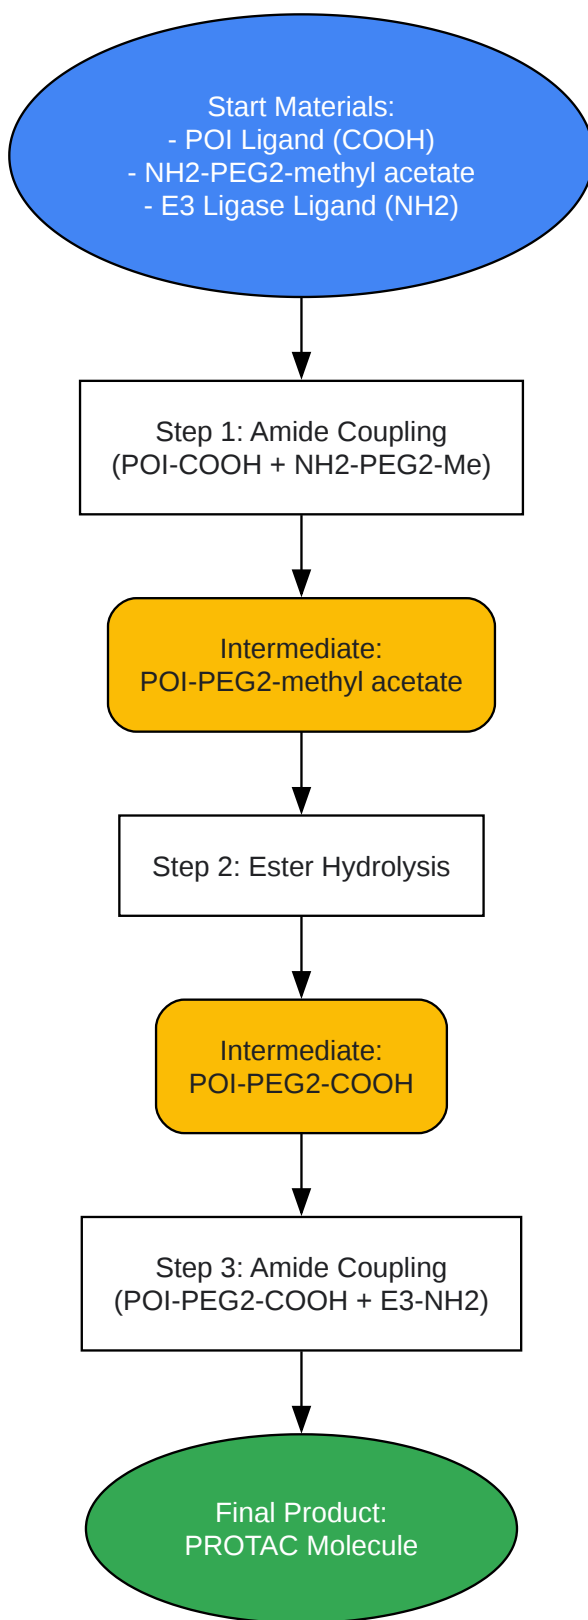 Start Materials:
- POI Ligand (COOH)
- NH2-PEG2-methyl acetate
- E3 Ligase Ligand (NH2)
Step 1: Amide Coupling
(POI-COOH + NH2-PEG2-Me)
Intermediate:
POI-PEG2-methyl acetate
Step 2: Ester Hydrolysis
Intermediate:
POI-PEG2-COOH
Step 3: Amide Coupling
(POI-PEG2-COOH + E3-NH2)
Final Product:
PROTAC Molecule